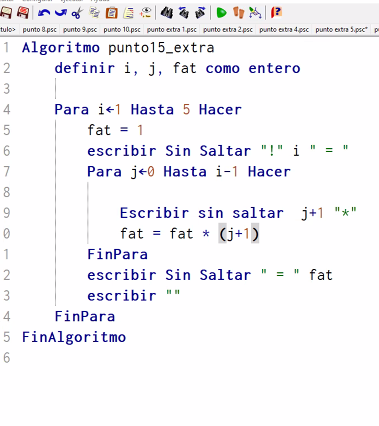 tulo> punto 8.psc punto 9.psc punto 10.psc punto extra 1.psc punto extra 2.psc punto extra 4.psc punto extra 5.psc*
1 Algoritmo punto15_extra
2 definir i, j, fat como entero
3
4 Para i←1 Hasta 5 Hacer
5 fat = 1
6 escribir Sin Saltar "!" i " = "
7 Para j←0 Hasta i-1 Hacer
8
9 Escribir sin saltar j+1 "*"
0 fat = fat * (j+1)
1 FinPara
2 escribir Sin Saltar " = " fat
3 escribir ""
4 FinPara
5 FinAlgoritmo
6